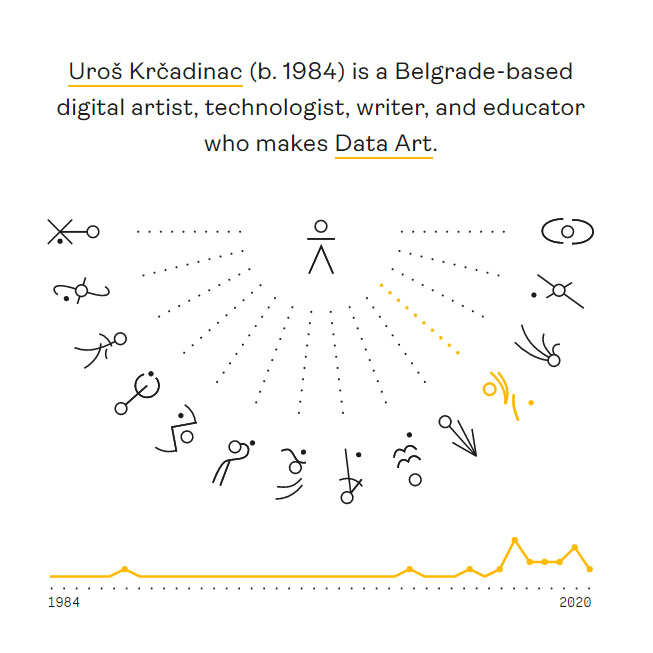 Uroš Krčadinac (b. 1984) is a Belgrade-based
digital artist, technologist, writer, and educator
who makes Data Art.
1984 2020